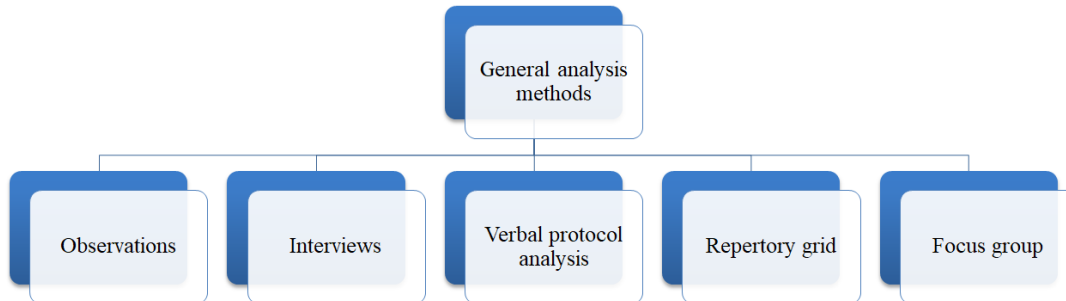 General analysis
methods
Observations
Interviews
Verbal protocol
analysis
Repertory grid
Focus group